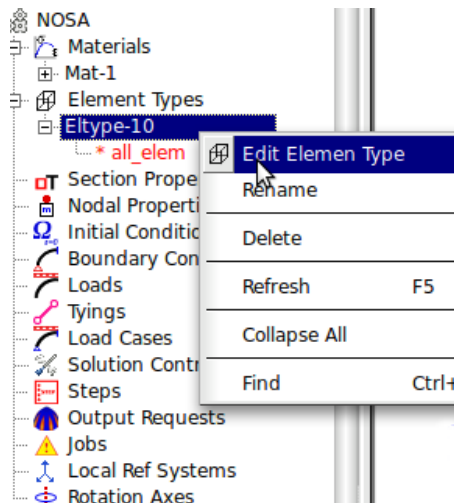 NOSA
Materials
Mat-1
Element Types
Eltype-10
* all_elem
Edit Elemen Type
Section Prope
Rename
Nodal Properti
Initial Conditic
Delete
Boundary Con
Loads
Refresh F5
Tyings
Load Cases
Collapse All
Solution Contr
Find Ctrl+
Steps
Output Requests
Jobs
Local Ref Systems
Rotation Axes